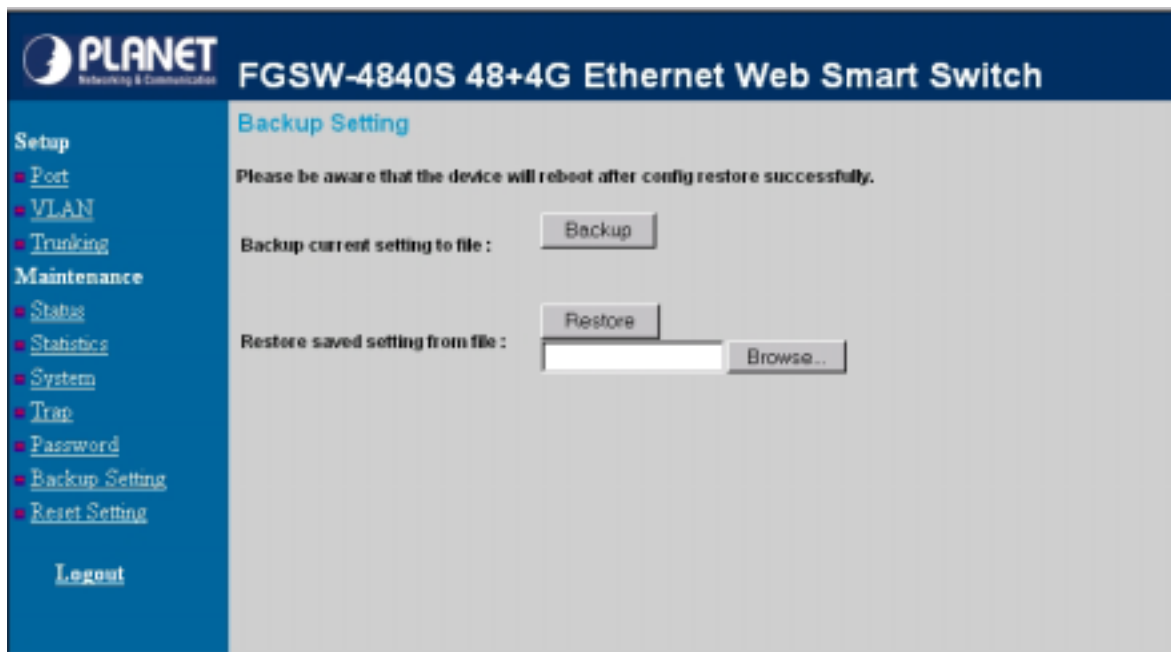 PLANET
Networking & Communication
FGSW-4840S 48+4G Ethernet Web Smart Switch
Setup
Port
VLAN
Trunking
Maintenance
Status
Statistics
System
Trap
Password
Backup Setting
Reset Setting
Logout
Backup Setting
Please be aware that the device will reboot after config restore successfully.
Backup current setting to file :
Backup
Restore saved setting from file :
Restore
Browse...